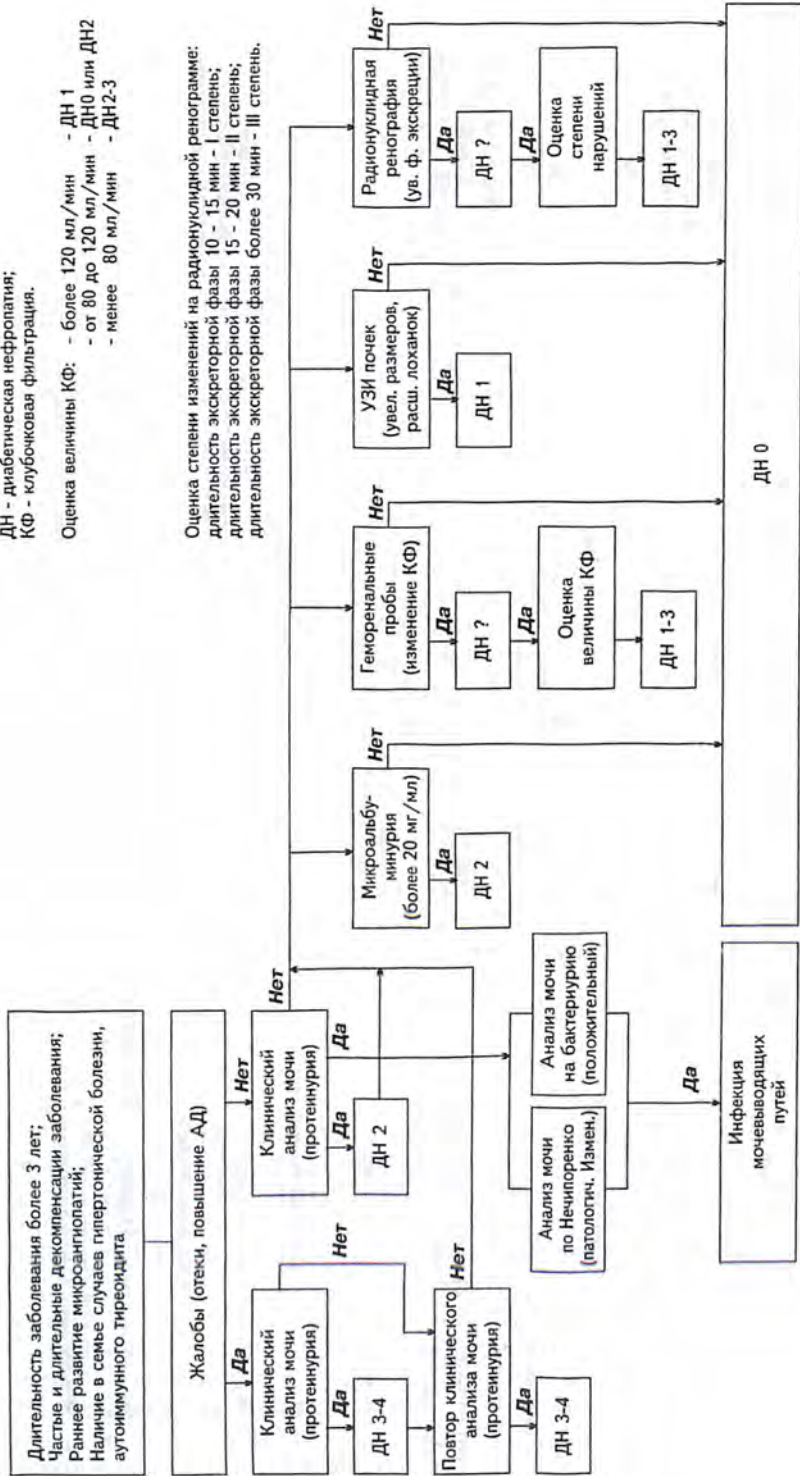 ДН - диабетическая нефропатия;
КФ - клубочковая фильтрация.
Оценка величины КФ: - более 120 мл/мин - ДН 1
- от 80 до 120 мл/мин - ДН0 или ДН2
- менее 80 мл/мин - ДН2-3
Оценка степени изменений на радионуклидной ренограмме:
длительность экскреторной фазы 10 - 15 мин - I степень;
длительность экскреторной фазы 15 - 20 мин - II степень;
длительность экскреторной фазы более 30 мин - III степень.
Длительность заболевания более 3 лет;
Частые и длительные декомпенсации заболевания;
Раннее развитие микроангиопатий;
Наличие в семье случаев гипертонической болезни,
аутоиммунного тиреоидита
Жалобы (отеки, повышение АД)
Да
Нет
Клинический
анализ мочи
(протеинурия)
Да
Нет
ДН 3-4
Повтор клинического
анализа мочи
(протеинурия)
Да
Нет
ДН 3-4
Клинический
анализ мочи
(протеинурия)
Да
Да
Нет
ДН 2
Анализ мочи
по Нечипоренко
(патологич. Измен.)
Анализ мочи
на бактериурию
(положительный)
Да
Инфекция
мочевыводящих
путей
Микроальбу-
минурия
(более 20 мг/мл)
Да
Нет
ДН 2
Геморенальные
пробы
(изменение КФ)
Да
Нет
ДН ?
Да
Оценка
величины КФ
ДН 1-3
УЗИ почек
(увел. размеров,
расш. лоханок)
Да
Нет
ДН 1
Радионуклидная
ренография
(ув. ф. экскреции)
Да
Нет
ДН ?
Да
Оценка
степени
нарушений
ДН 1-3
ДН 0